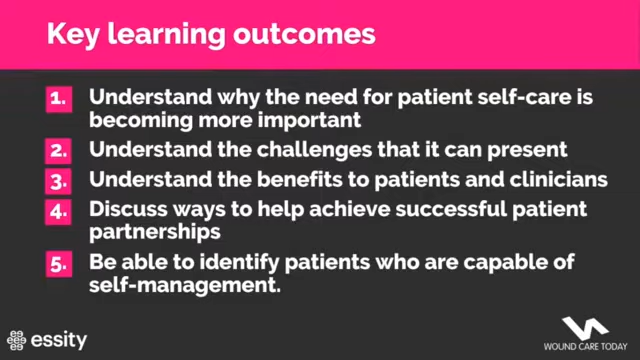 Key learning outcomes
1. Understand why the need for patient self-care is
becoming more important
2. Understand the challenges that it can present
3. Understand the benefits to patients and clinicians
4. Discuss ways to help achieve successful patient
partnerships
5. Be able to identify patients who are capable of
self-management.
essity
WOUND CARE TODAY